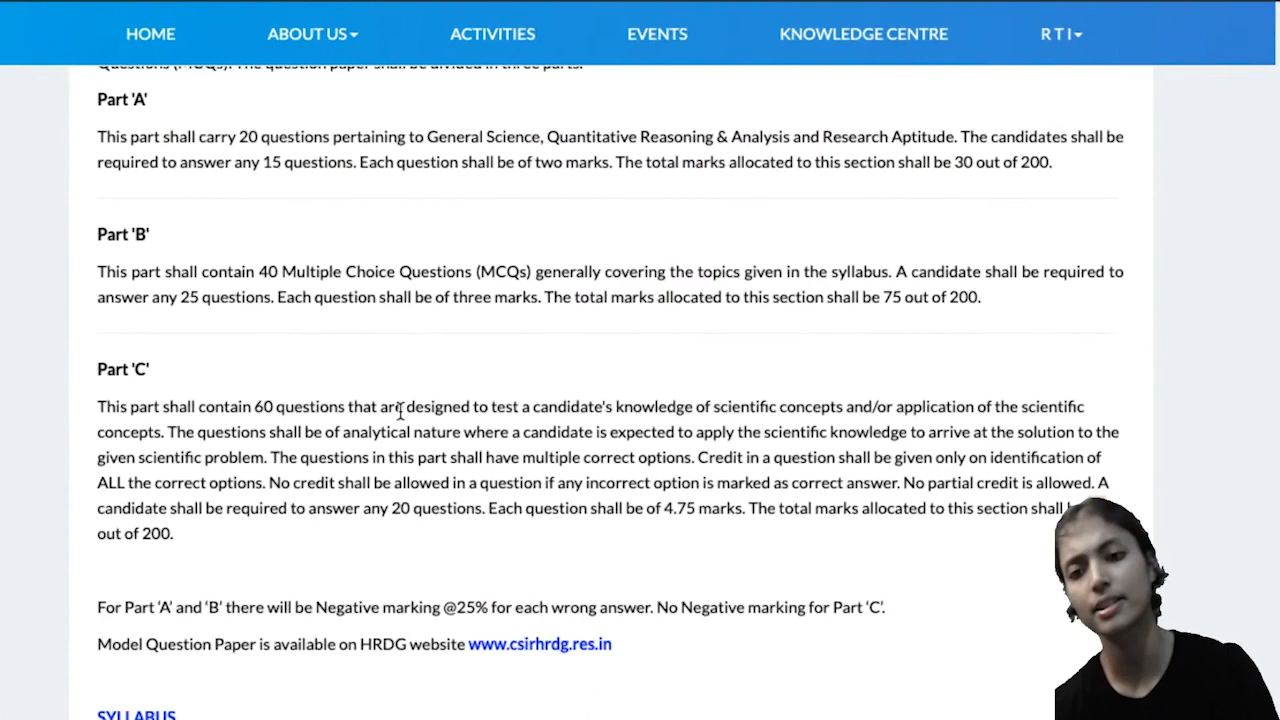 HOME ABOUT US ACTIVITIES EVENTS KNOWLEDGE CENTRE R T I
Questions (MCQs). The question paper shall be divided in three parts.
Part 'A'
This part shall carry 20 questions pertaining to General Science, Quantitative Reasoning & Analysis and Research Aptitude. The candidates shall be
required to answer any 15 questions. Each question shall be of two marks. The total marks allocated to this section shall be 30 out of 200.
Part 'B'
This part shall contain 40 Multiple Choice Questions (MCQs) generally covering the topics given in the syllabus. A candidate shall be required to
answer any 25 questions. Each question shall be of three marks. The total marks allocated to this section shall be 75 out of 200.
Part 'C'
This part shall contain 60 questions that are designed to test a candidate's knowledge of scientific concepts and/or application of the scientific
concepts. The questions shall be of analytical nature where a candidate is expected to apply the scientific knowledge to arrive at the solution to the
given scientific problem. The questions in this part shall have multiple correct options. Credit in a question shall be given only on identification of
ALL the correct options. No credit shall be allowed in a question if any incorrect option is marked as correct answer. No partial credit is allowed. A
candidate shall be required to answer any 20 questions. Each question shall be of 4.75 marks. The total marks allocated to this section shall
out of 200.
For Part ‘A’ and ‘B’ there will be Negative marking @25% for each wrong answer. No Negative marking for Part ‘C’.
Model Question Paper is available on HRDG website www.csirhrdg.res.in
SYLLABUS